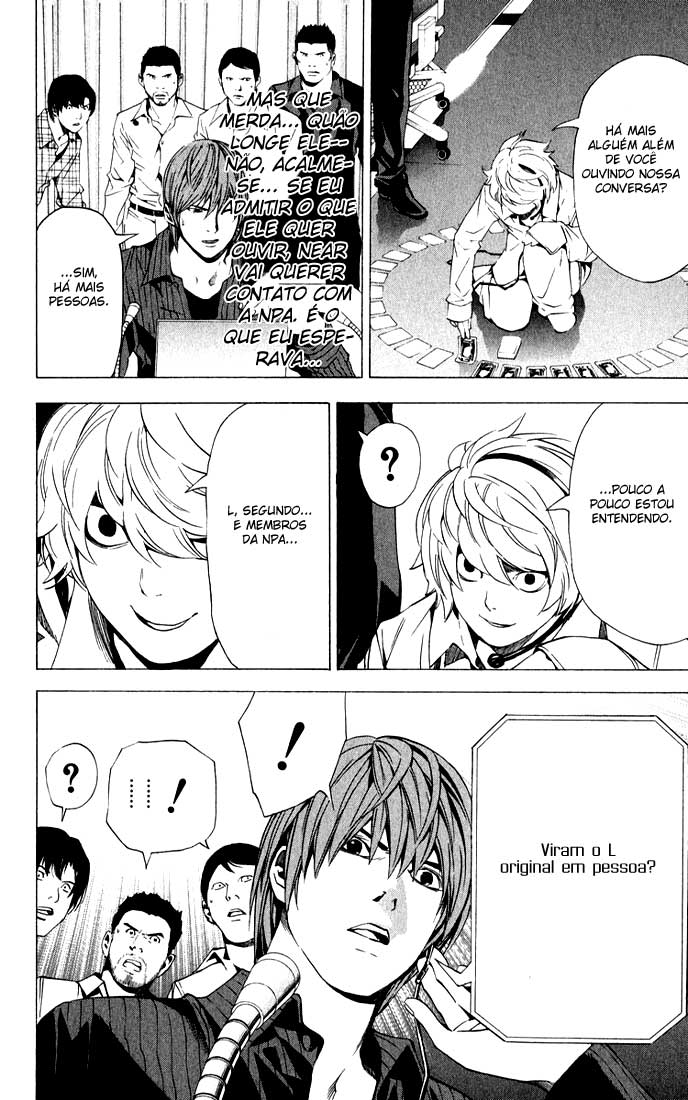 HÁ MAIS
ALGUÉM ALÉM
DE VOCÊ
OUVINDO NOSSA
CONVERSA?
MAS QUE
MERDA... QUÃO
LONGE ELE--
NÃO, ACALME-
SE... SE EU
ADMITIR O QUE
ELE QUER
OUVIR, NEAR
VAI QUERER
CONTATO COM
A NPA. É O
QUE EU ESPE-
RAVA...
...SIM,
HÁ MAIS
PESSOAS.
...POUCO A
POUCO ESTOU
ENTENDENDO.
?
L, SEGUNDO...
E MEMBROS
DA NPA...
Viram o L
original em pessoa?
!
...... !
?